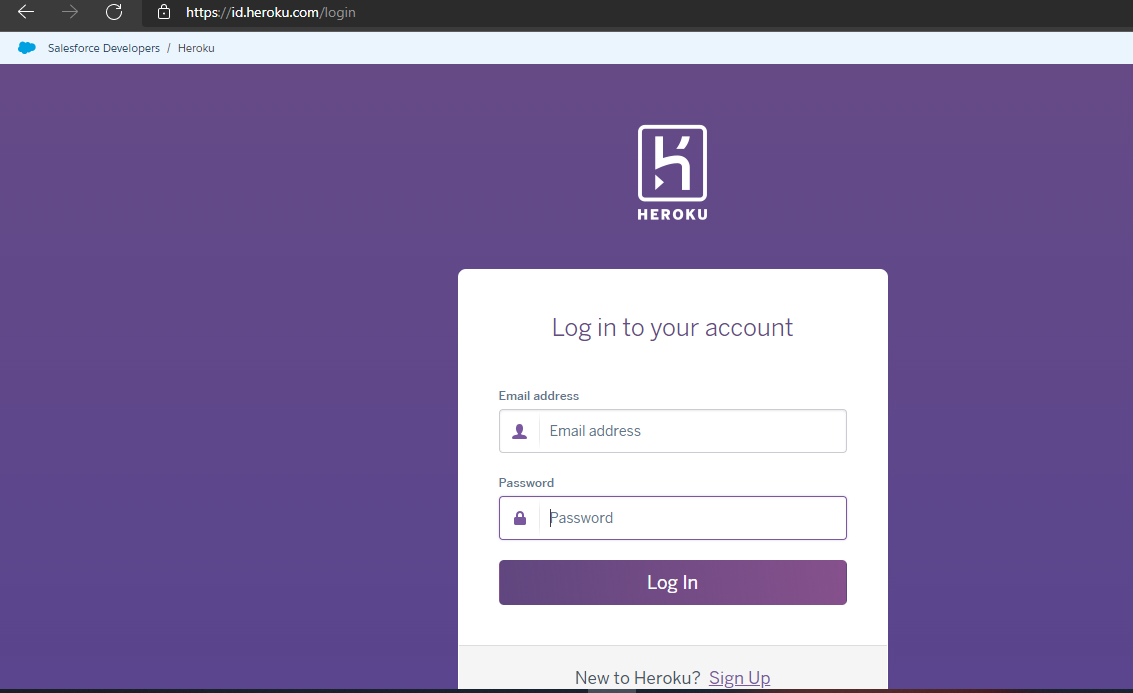 https://id.heroku.com/login
Salesforce Developers / Heroku
HEROKU
Log in to your account
Email address
Email address
Password
Password
Log In
New to Heroku? Sign Up